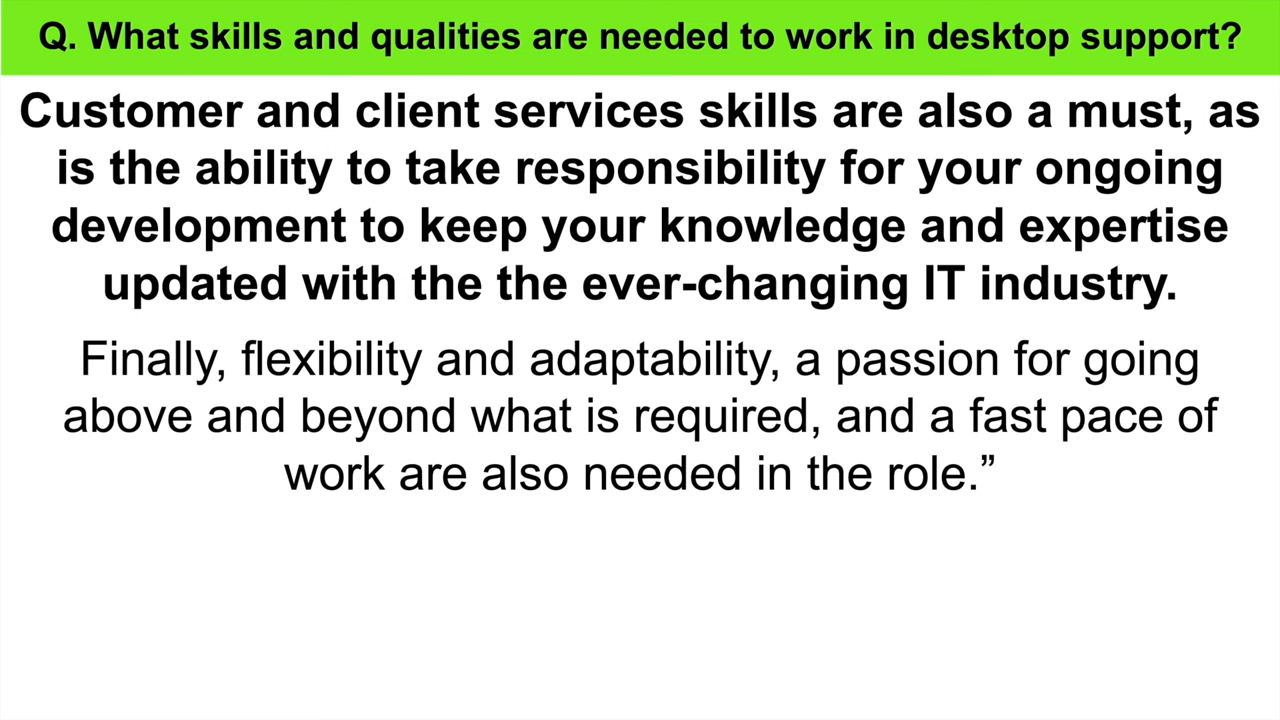 Q. What skills and qualities are needed to work in desktop support?
Customer and client services skills are also a must, as
is the ability to take responsibility for your ongoing
development to keep your knowledge and expertise
updated with the the ever-changing IT industry.
Finally, flexibility and adaptability, a passion for going
above and beyond what is required, and a fast pace of
work are also needed in the role.”